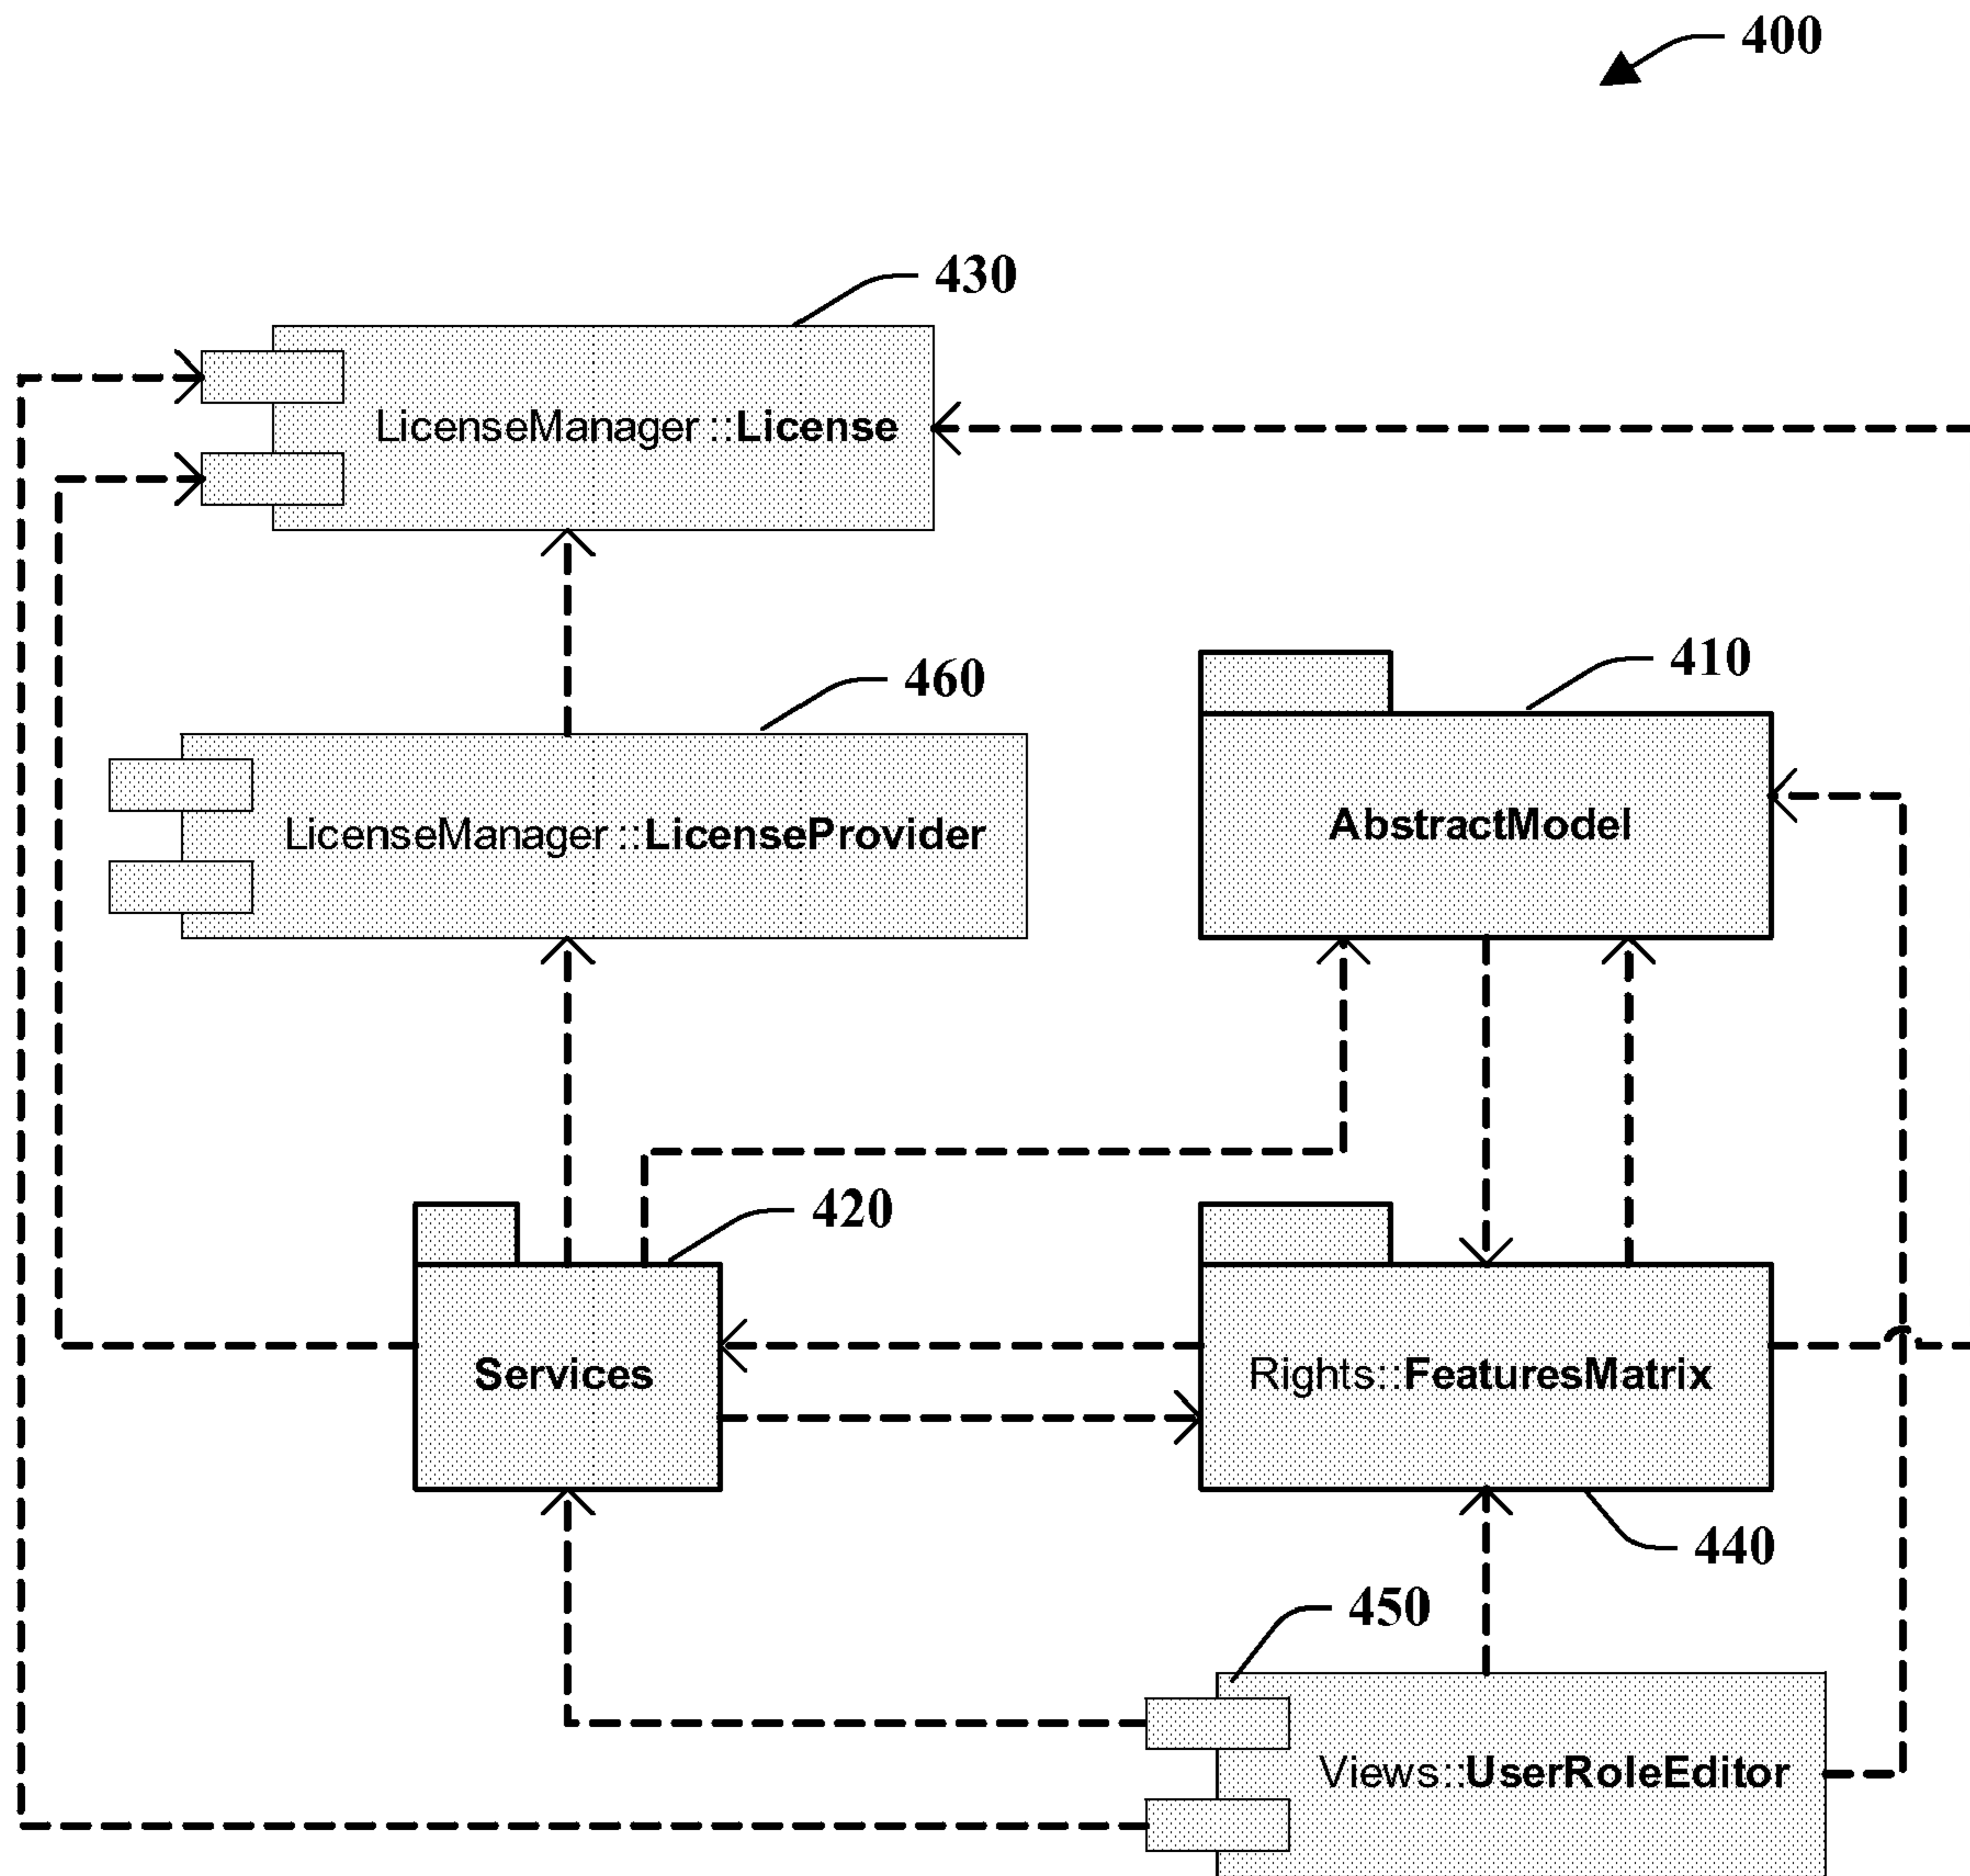 400
430
LicenseManager::License
460
410
LicenseManager::LicenseProvider
AbstractModel
420
Services
Rights::FeaturesMatrix
440
450
Views::UserRoleEditor